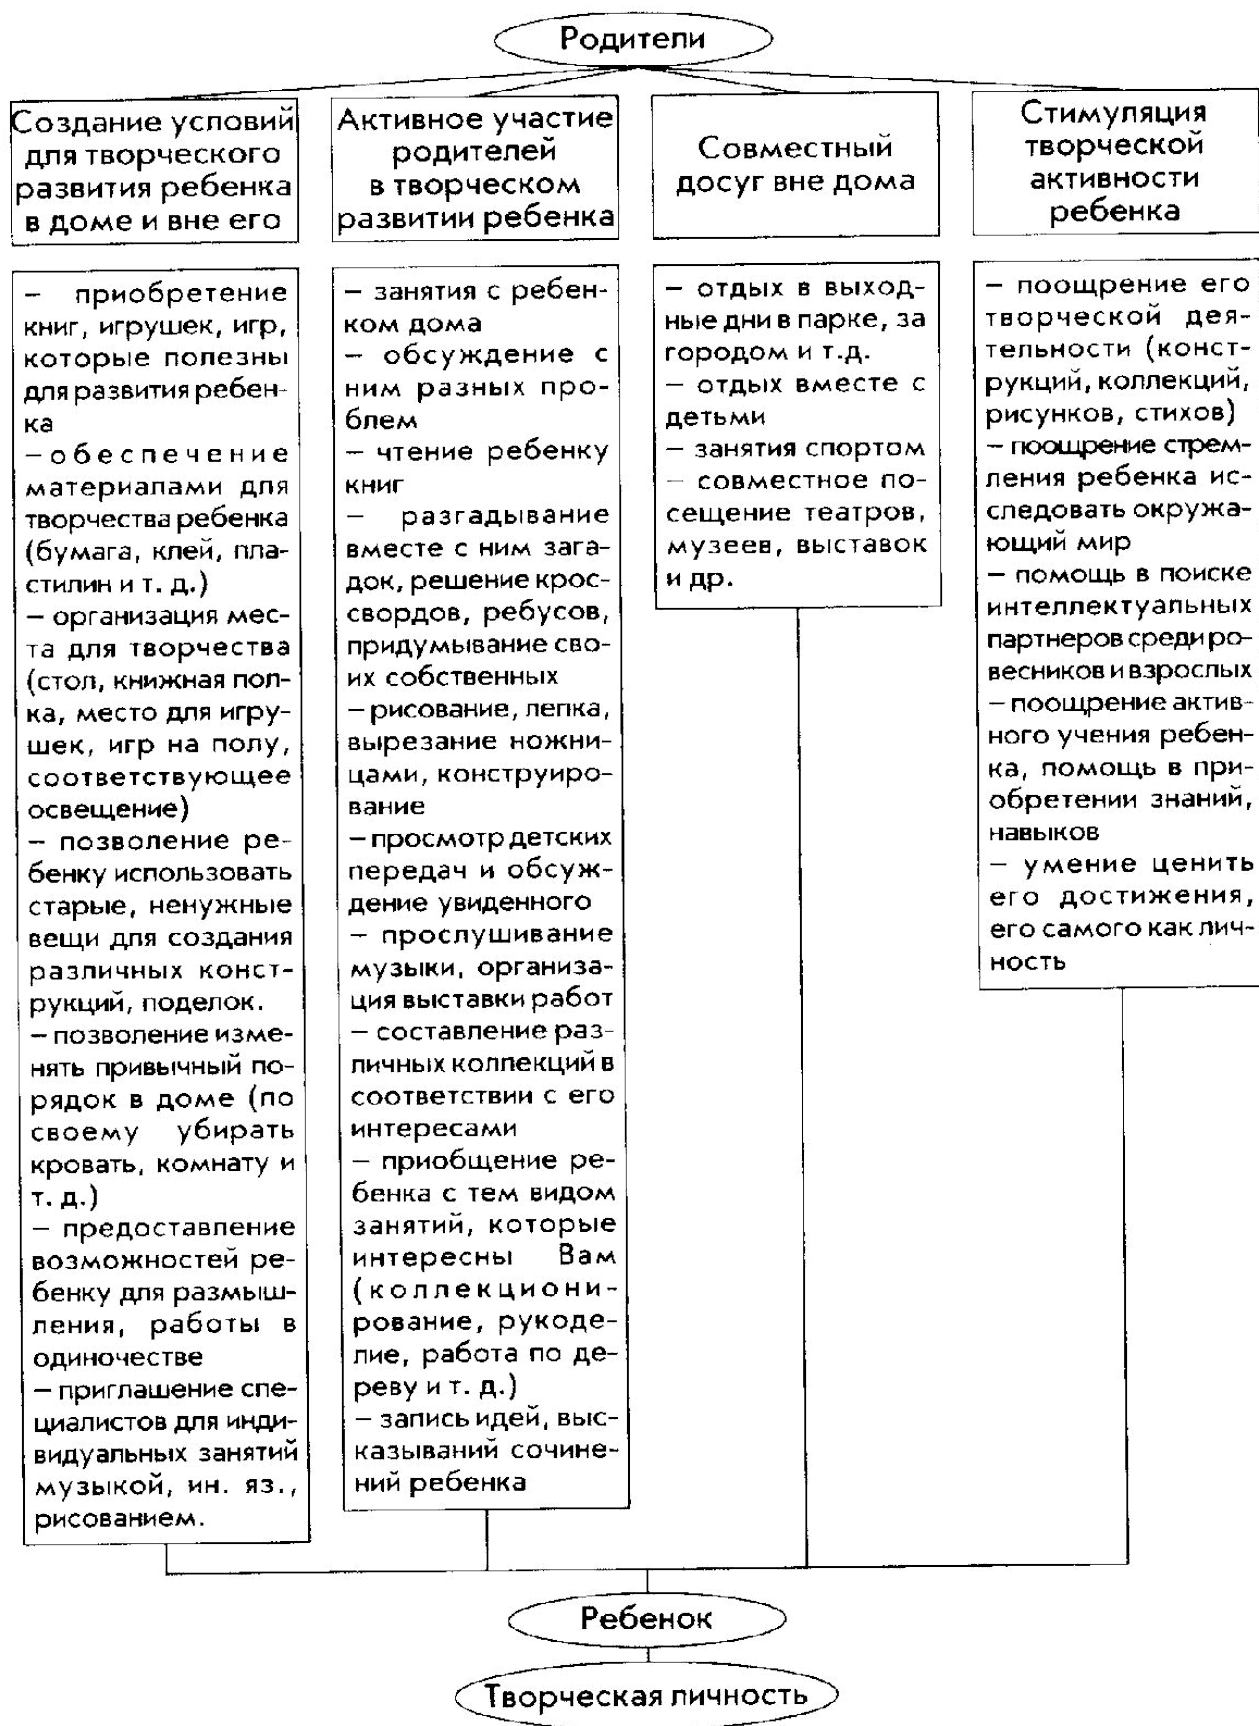 Родители
Создание условий
для творческого
развития ребенка
в доме и вне его
Активное участие
родителей
в творческом
развитии ребенка
Совместный
досуг вне дома
Стимуляция
творческой
активности
ребенка
– приобретение
книг, игрушек, игр,
которые полезны
для развития ребен-
ка
– обеспечение
материалами для
творчества ребенка
(бумага, клей, пла-
стилин и т. д.)
– организация мес-
та для творчества
(стол, книжная пол-
ка, место для игру-
шек, игр на полу,
соответствующее
освещение)
– позволение ре-
бенку использовать
старые, ненужные
вещи для создания
различных конст-
рукций, поделок.
– позволение изме-
нять привычный по-
рядок в доме (по
своему убирать
кровать, комнату и
т. д.)
– предоставление
возможностей ре-
бенку для размыш-
ления, работы в
одиночестве
– приглашение спе-
циалистов для инди-
видуальных занятий
музыкой, ин. яз.,
рисованием.
– занятия с ребен-
ком дома
– обсуждение с
ним разных про-
блем
– чтение ребенку
книг
– разгадывание
вместе с ним зага-
док, решение крос-
свордов, ребусов,
придумывание сво-
их собственных
– рисование, лепка,
вырезание ножни-
цами, конструиро-
вание
– просмотр детских
передач и обсуж-
дение увиденного
– прослушивание
музыки, организа-
ция выставки работ
– составление раз-
личных коллекций в
соответствии с его
интересами
– приобщение ре-
бенка с тем видом
занятий, которые
интересны Вам
(коллекциони-
рование, рукоде-
лие, работа по де-
реву и т. д.)
– запись идей, выс-
казываний сочине-
ний ребенка
– отдых в выход-
ные дни в парке, за
городом и т.д.
– отдых вместе с
детьми
– занятия спортом
– совместное по-
сещение театров,
музеев, выставок
и др.
– поощрение его
творческой дея-
тельности (конст-
рукций, коллекций,
рисунков, стихов)
– поощрение стрем-
ления ребенка ис-
следовать окружа-
ющий мир
– помощь в поиске
интеллектуальных
партнеров среди ро-
весников и взрослых
– поощрение актив-
ного учения ребен-
ка, помощь в при-
обретении знаний,
навыков
– умение ценить
его достижения,
его самого как лич-
ность
Ребенок
Творческая личность